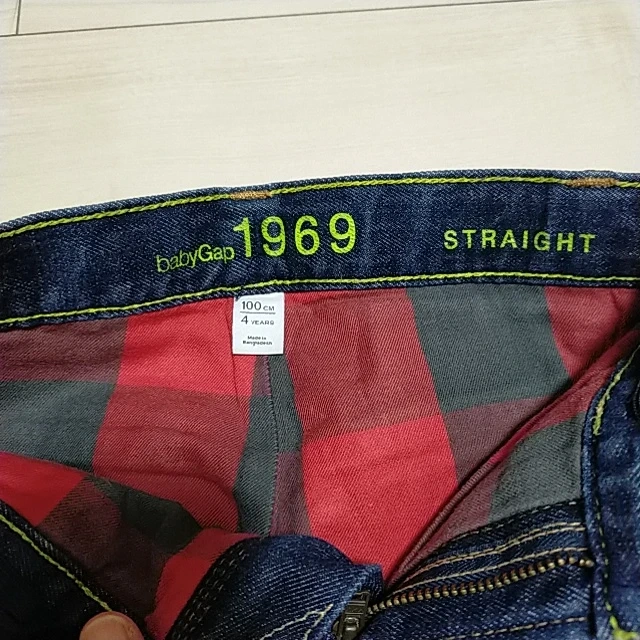 babyGap 1969 STRAIGHT
100 CM
4 YEARS
Made in
Bangladesh